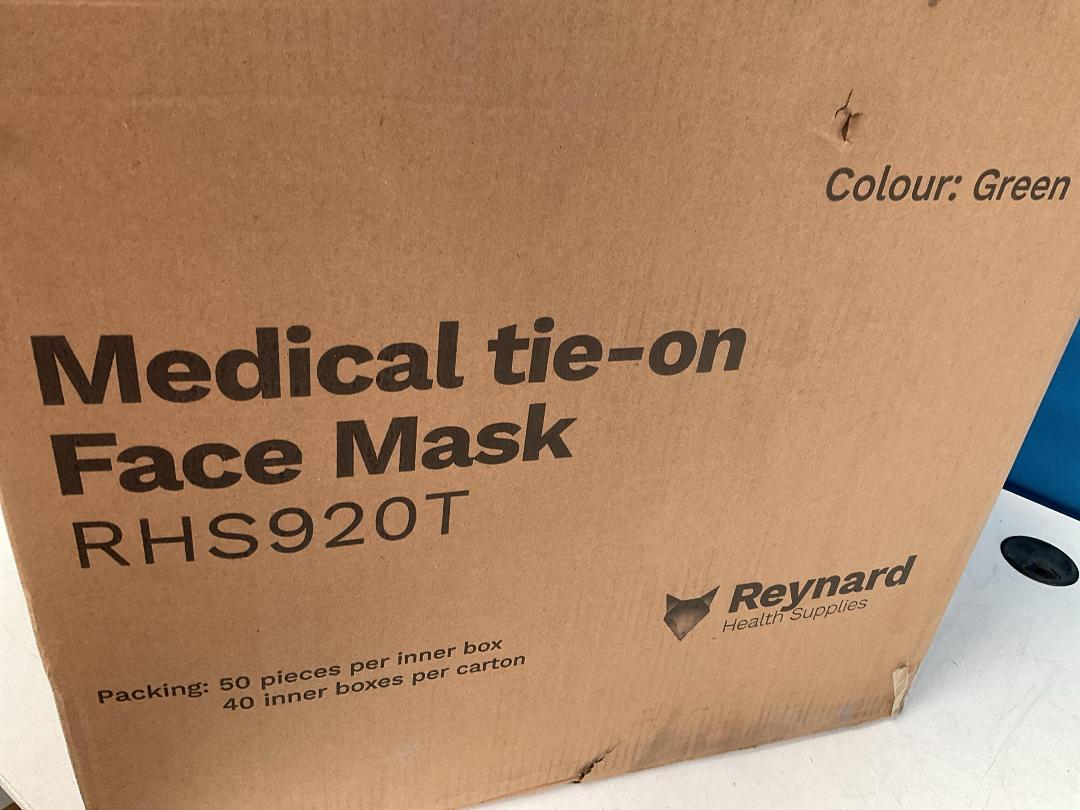 Colour: Green
Medical tie-on
Face Mask
RHS920T
Reynard
Health Supplies
Packing: 50 pieces per inner box
40 inner boxes per carton